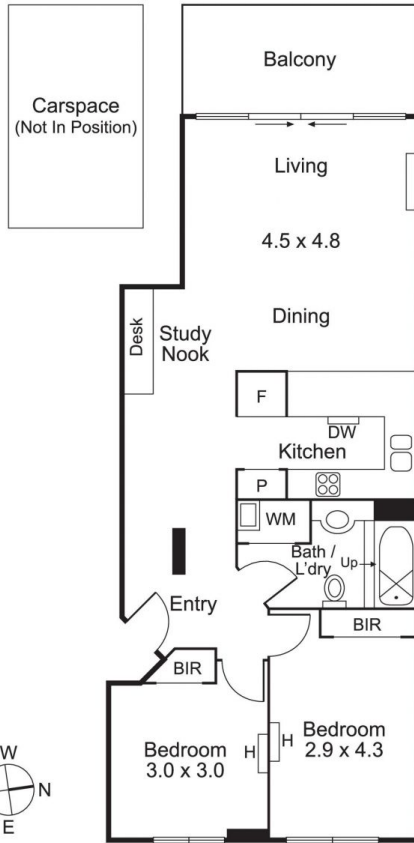 Balcony
Carspace
(Not In Position)
Living
4.5 x 4.8
Dining
Desk
Study
Nook
F
DW
Kitchen
P
WM
Bath /
L'dry
Up
Entry
BIR
BIR
Bedroom
3.0 x 3.0
H
H
Bedroom
2.9 x 4.3
W
N
E